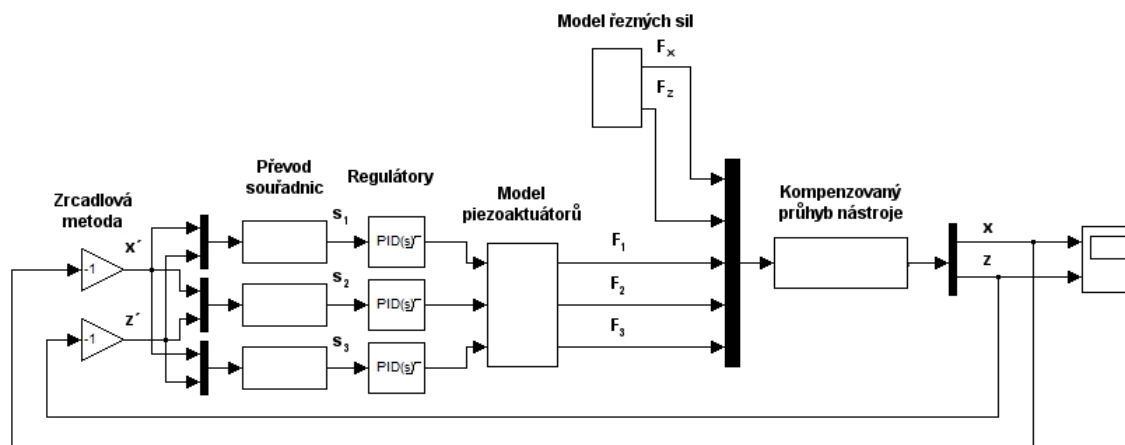 Model řezných sil
Fx
Fz
Převod
souřadnic
Regulátory
Model
piezoaktuátorů
Kompenzovaný
průhyb nástroje
Zrcadlová
metoda
x´
s1
PID(s)
F1
x
z
-1
s2
PID(s)
F2
z´
-1
s3
PID(s)
F3